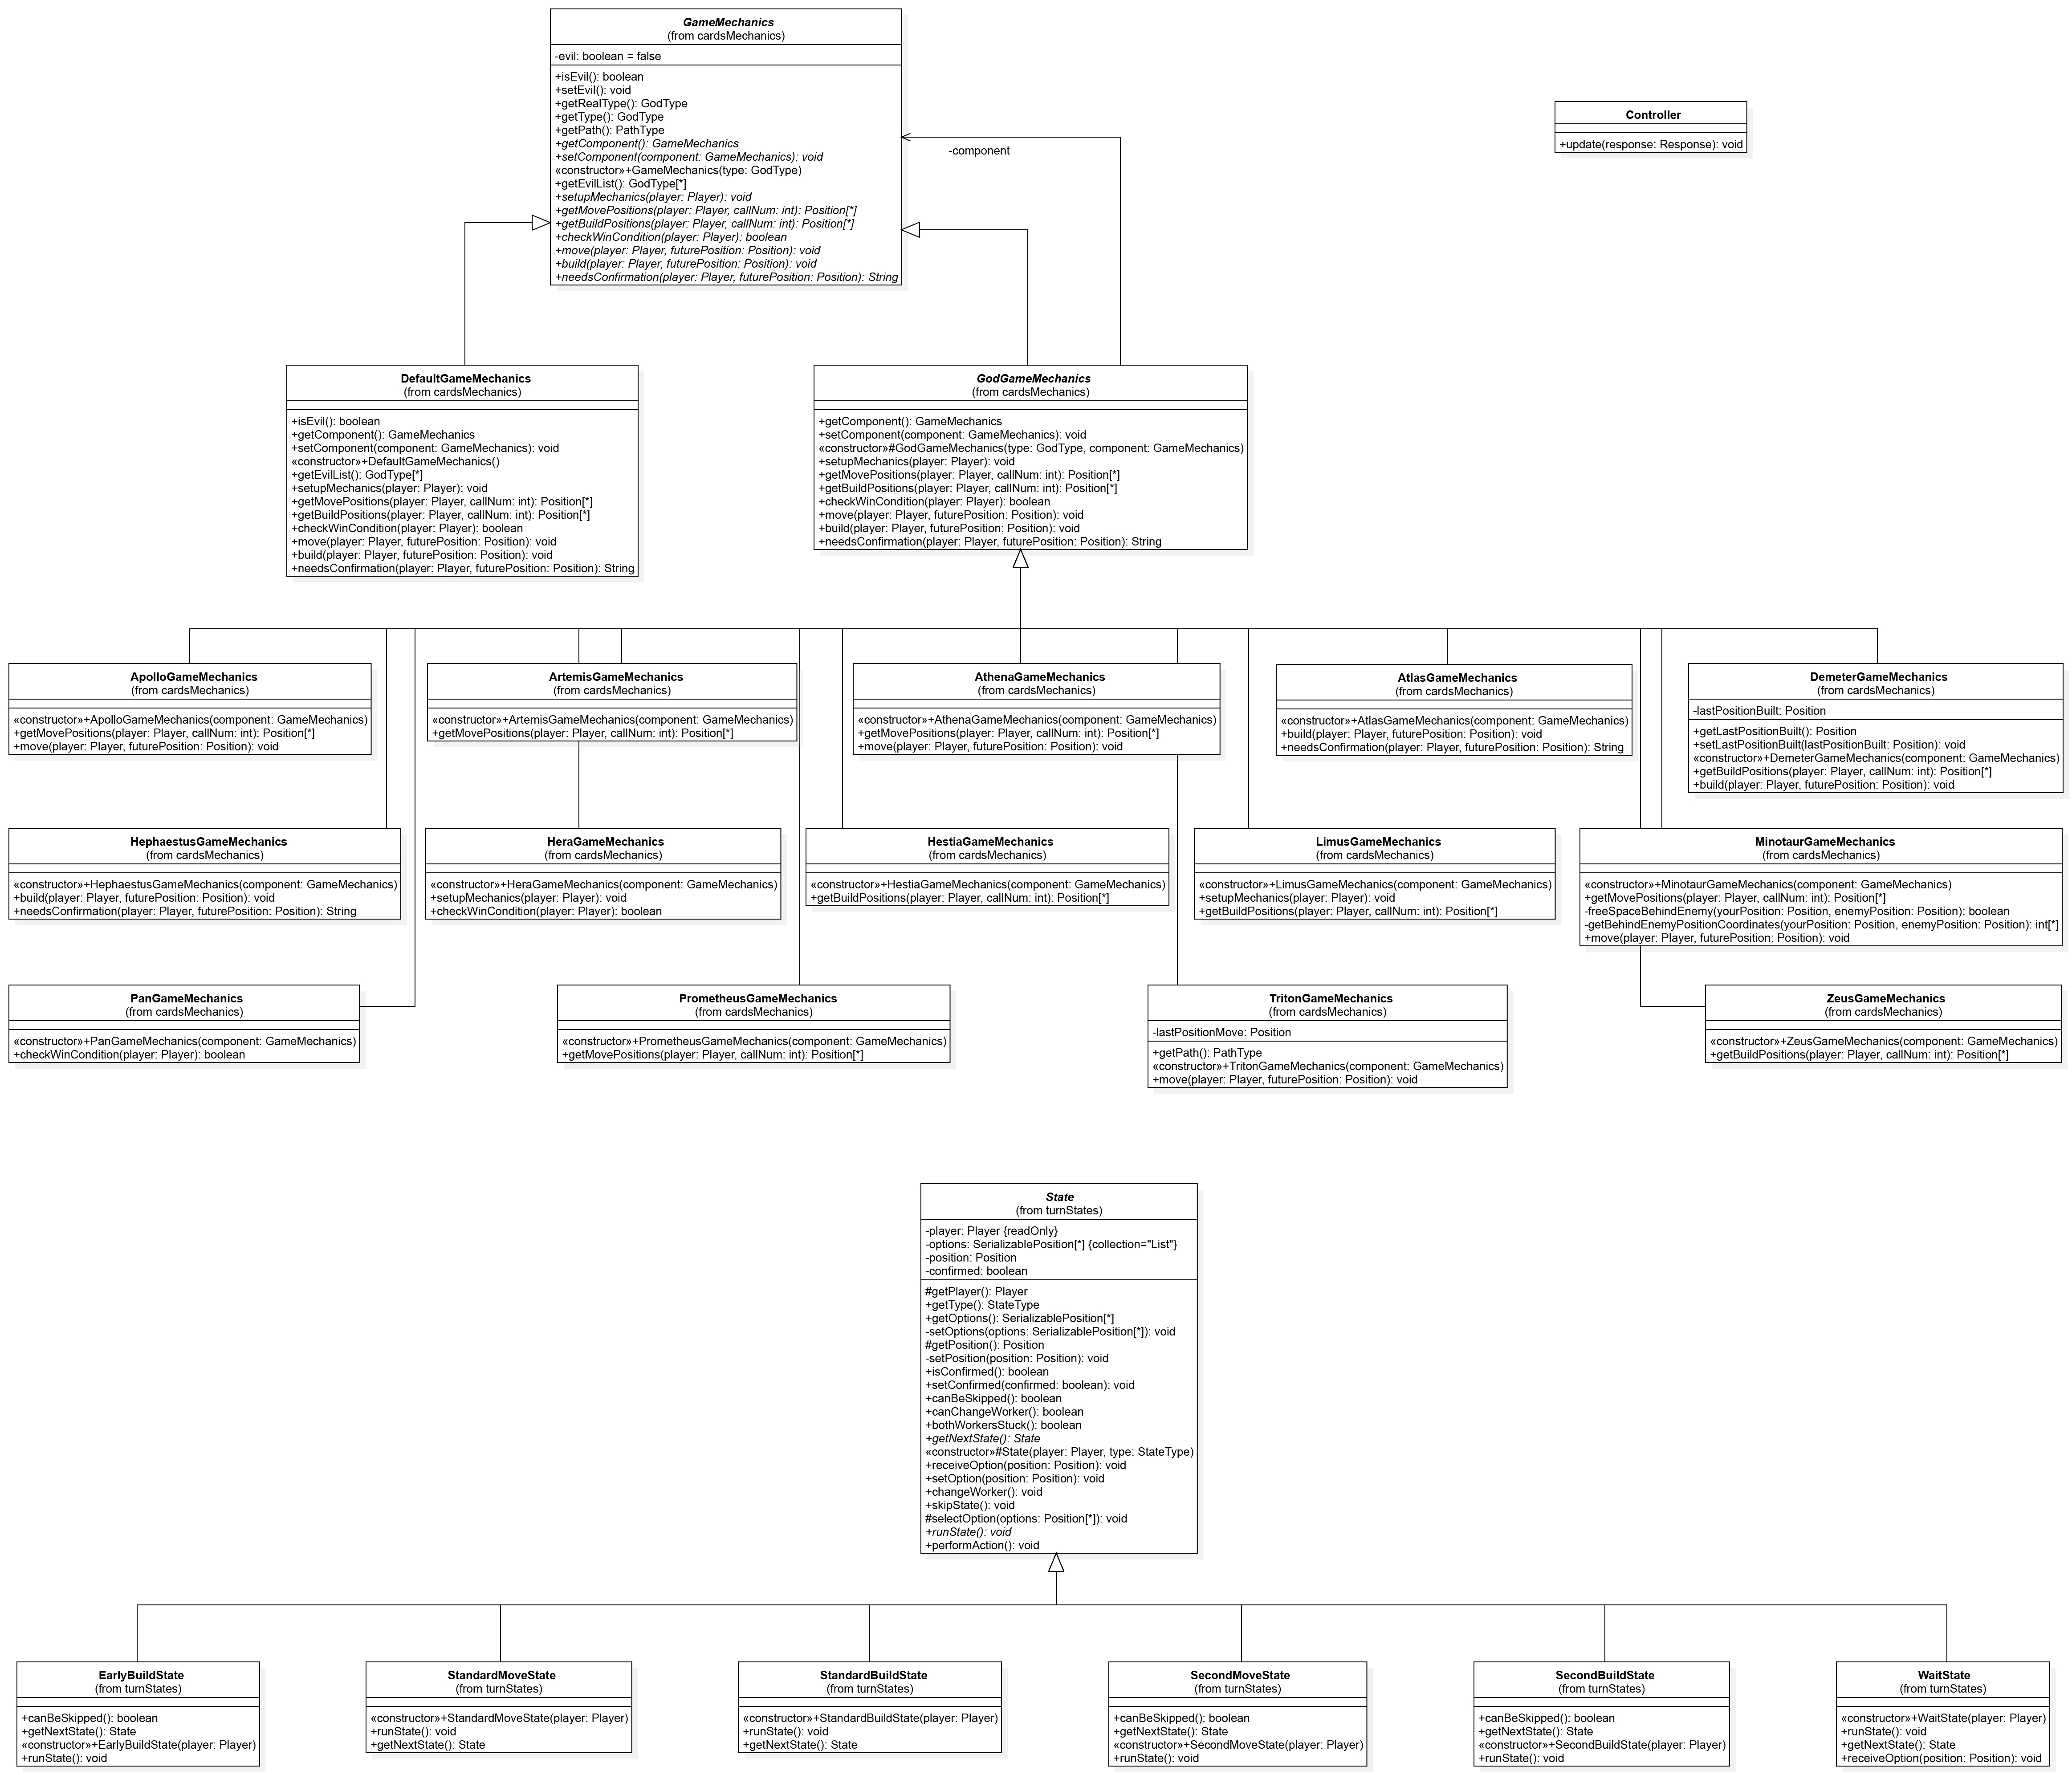 GameMechanics
(from cardsMechanics)
-evil: boolean = false
+isEvil(): boolean
+setEvil(): void
+getRealType(): GodType
+getType(): GodType
+getPath(): PathType
+getComponent(): GameMechanics
+setComponent(component: GameMechanics): void
«constructor»+GameMechanics(type: GodType)
+getEvilList(): GodType[*]
+setupMechanics(player: Player): void
+getMovePositions(player: Player, callNum: int): Position[*]
+getBuildPositions(player: Player, callNum: int): Position[*]
+checkWinCondition(player: Player): boolean
+move(player: Player, futurePosition: Position): void
+build(player: Player, futurePosition: Position): void
+needsConfirmation(player: Player, futurePosition: Position): String
-component
Controller
+update(response: Response): void
DefaultGameMechanics
(from cardsMechanics)
+isEvil(): boolean
+getComponent(): GameMechanics
+setComponent(component: GameMechanics): void
«constructor»+DefaultGameMechanics()
+getEvilList(): GodType[*]
+setupMechanics(player: Player): void
+getMovePositions(player: Player, callNum: int): Position[*]
+getBuildPositions(player: Player, callNum: int): Position[*]
+checkWinCondition(player: Player): boolean
+move(player: Player, futurePosition: Position): void
+build(player: Player, futurePosition: Position): void
+needsConfirmation(player: Player, futurePosition: Position): String
GodGameMechanics
(from cardsMechanics)
+getComponent(): GameMechanics
+setComponent(component: GameMechanics): void
«constructor»#GodGameMechanics(type: GodType, component: GameMechanics)
+setupMechanics(player: Player): void
+getMovePositions(player: Player, callNum: int): Position[*]
+getBuildPositions(player: Player, callNum: int): Position[*]
+checkWinCondition(player: Player): boolean
+move(player: Player, futurePosition: Position): void
+build(player: Player, futurePosition: Position): void
+needsConfirmation(player: Player, futurePosition: Position): String
ApolloGameMechanics
(from cardsMechanics)
«constructor»+ApolloGameMechanics(component: GameMechanics)
+getMovePositions(player: Player, callNum: int): Position[*]
+move(player: Player, futurePosition: Position): void
ArtemisGameMechanics
(from cardsMechanics)
«constructor»+ArtemisGameMechanics(component: GameMechanics)
+getMovePositions(player: Player, callNum: int): Position[*]
AthenaGameMechanics
(from cardsMechanics)
«constructor»+AthenaGameMechanics(component: GameMechanics)
+getMovePositions(player: Player, callNum: int): Position[*]
+move(player: Player, futurePosition: Position): void
AtlasGameMechanics
(from cardsMechanics)
«constructor»+AtlasGameMechanics(component: GameMechanics)
+build(player: Player, futurePosition: Position): void
+needsConfirmation(player: Player, futurePosition: Position): String
DemeterGameMechanics
(from cardsMechanics)
-lastPositionBuilt: Position
+getLastPositionBuilt(): Position
+setLastPositionBuilt(lastPositionBuilt: Position): void
«constructor»+DemeterGameMechanics(component: GameMechanics)
+getBuildPositions(player: Player, callNum: int): Position[*]
+build(player: Player, futurePosition: Position): void
HephaestusGameMechanics
(from cardsMechanics)
«constructor»+HephaestusGameMechanics(component: GameMechanics)
+build(player: Player, futurePosition: Position): void
+needsConfirmation(player: Player, futurePosition: Position): String
HeraGameMechanics
(from cardsMechanics)
«constructor»+HeraGameMechanics(component: GameMechanics)
+setupMechanics(player: Player): void
+checkWinCondition(player: Player): boolean
HestiaGameMechanics
(from cardsMechanics)
«constructor»+HestiaGameMechanics(component: GameMechanics)
+getBuildPositions(player: Player, callNum: int): Position[*]
LimusGameMechanics
(from cardsMechanics)
«constructor»+LimusGameMechanics(component: GameMechanics)
+setupMechanics(player: Player): void
+getBuildPositions(player: Player, callNum: int): Position[*]
MinotaurGameMechanics
(from cardsMechanics)
«constructor»+MinotaurGameMechanics(component: GameMechanics)
+getMovePositions(player: Player, callNum: int): Position[*]
-freeSpaceBehindEnemy(yourPosition: Position, enemyPosition: Position): boolean
-getBehindEnemyPositionCoordinates(yourPosition: Position, enemyPosition: Position): int[*]
+move(player: Player, futurePosition: Position): void
PanGameMechanics
(from cardsMechanics)
«constructor»+PanGameMechanics(component: GameMechanics)
+checkWinCondition(player: Player): boolean
PrometheusGameMechanics
(from cardsMechanics)
«constructor»+PrometheusGameMechanics(component: GameMechanics)
+getMovePositions(player: Player, callNum: int): Position[*]
TritonGameMechanics
(from cardsMechanics)
-lastPositionMove: Position
+getPath(): PathType
«constructor»+TritonGameMechanics(component: GameMechanics)
+move(player: Player, futurePosition: Position): void
ZeusGameMechanics
(from cardsMechanics)
«constructor»+ZeusGameMechanics(component: GameMechanics)
+getBuildPositions(player: Player, callNum: int): Position[*]
State
(from turnStates)
-player: Player {readOnly}
-options: SerializablePosition[*] {collection="List"}
-position: Position
-confirmed: boolean
#getPlayer(): Player
+getType(): StateType
+getOptions(): SerializablePosition[*]
-setOptions(options: SerializablePosition[*]): void
#getPosition(): Position
-setPosition(position: Position): void
+isConfirmed(): boolean
+setConfirmed(confirmed: boolean): void
+canBeSkipped(): boolean
+canChangeWorker(): boolean
+bothWorkersStuck(): boolean
+getNextState(): State
«constructor»#State(player: Player, type: StateType)
+receiveOption(position: Position): void
+setOption(position: Position): void
+changeWorker(): void
+skipState(): void
#selectOption(options: Position[*]): void
+runState(): void
+performAction(): void
EarlyBuildState
(from turnStates)
+canBeSkipped(): boolean
+getNextState(): State
«constructor»+EarlyBuildState(player: Player)
+runState(): void
StandardMoveState
(from turnStates)
«constructor»+StandardMoveState(player: Player)
+runState(): void
+getNextState(): State
StandardBuildState
(from turnStates)
«constructor»+StandardBuildState(player: Player)
+runState(): void
+getNextState(): State
SecondMoveState
(from turnStates)
+canBeSkipped(): boolean
+getNextState(): State
«constructor»+SecondMoveState(player: Player)
+runState(): void
SecondBuildState
(from turnStates)
+canBeSkipped(): boolean
+getNextState(): State
«constructor»+SecondBuildState(player: Player)
+runState(): void
WaitState
(from turnStates)
«constructor»+WaitState(player: Player)
+runState(): void
+getNextState(): State
+receiveOption(position: Position): void